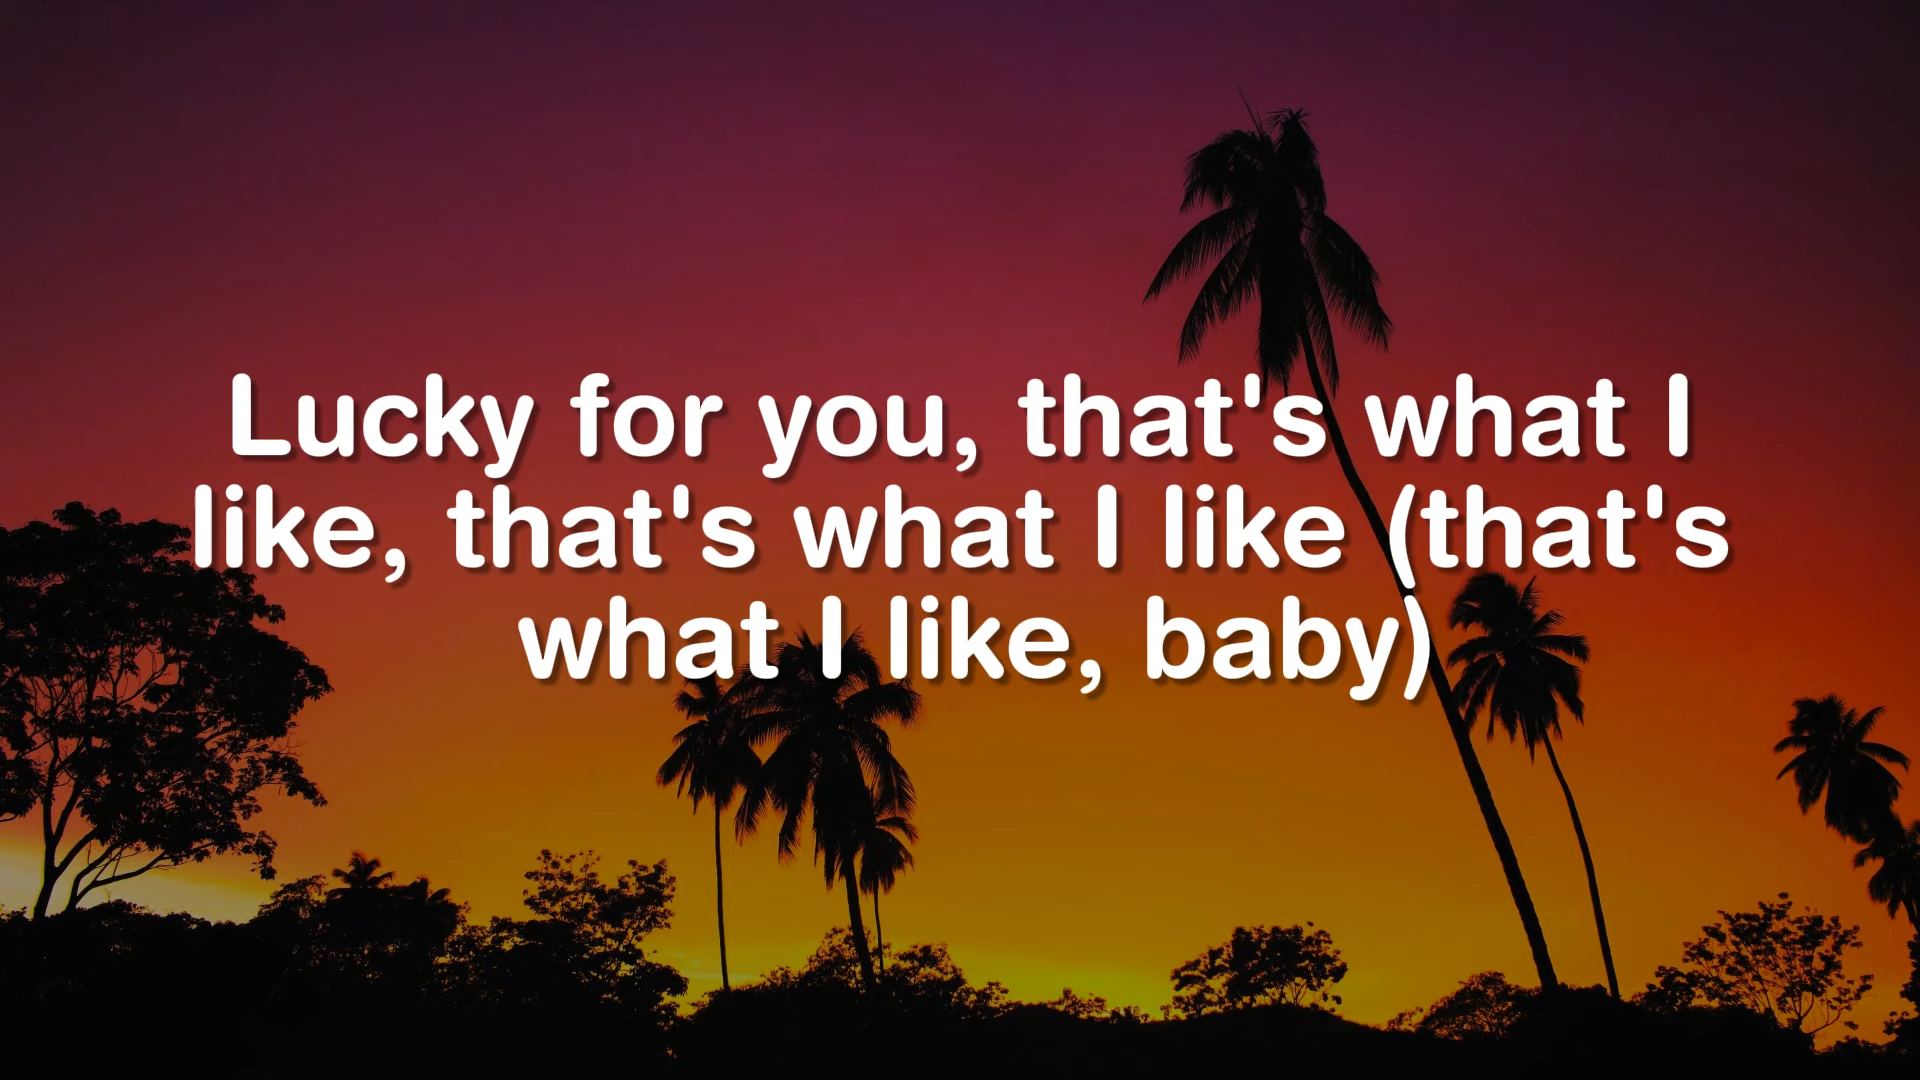 Lucky for you, that's what I
like, that's what I like (that's
what I like, baby)